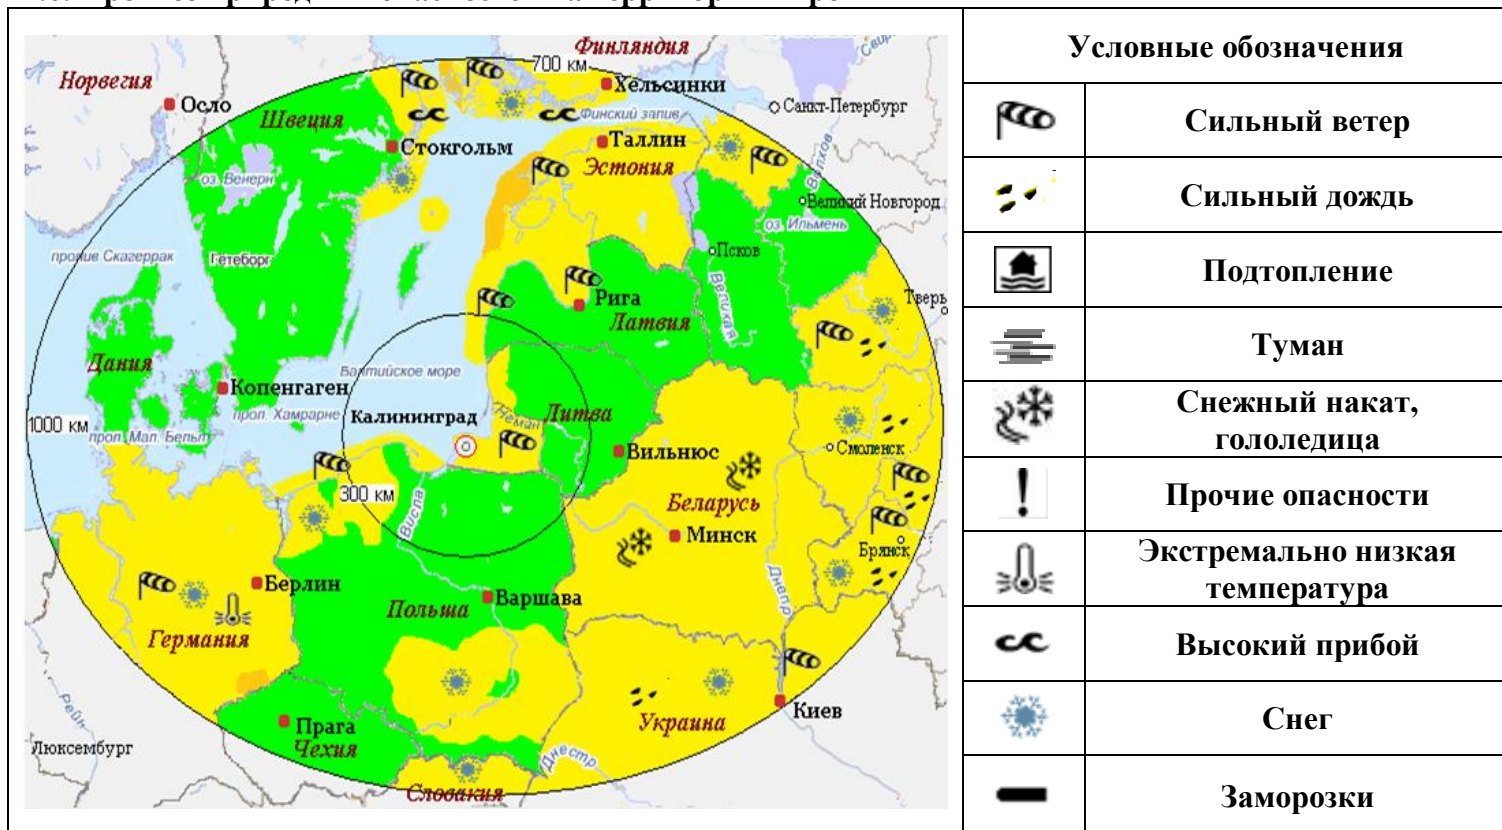 Условные обозначения
Сильный ветер
Сильный дождь
Подтопление
Туман
Снежный накат,
гололедица
Прочие опасности
Экстремально низкая
температура
Высокий прибой
Снег
Заморозки
Финляндия
700 км
Норвегия
Хельсинки
Осло
Санкт-Петербург
Швеция
Финский залив
Стокгольм
Таллин
Эстония
Волхов
оз. Венерн
Великий Новгород
оз. Ильмень
пролив Скагеррак
Гетеборг
Псков
Великая
Рига
Тверь
Латвия
Дания
Балтийское море
Копенгаген
Калининград
Неман
Литва
1000 км
прол. Хамрарне
прол. Мал. Бельт
Смоленск
Вильнюс
300 км
Висла
Беларусь
Минск
Брянск
Днепр
Берлин
Варшава
Польша
Германия
Рейн
Прага
Украина
Киев
Люксембург
Чехия
Днестр
Словакия